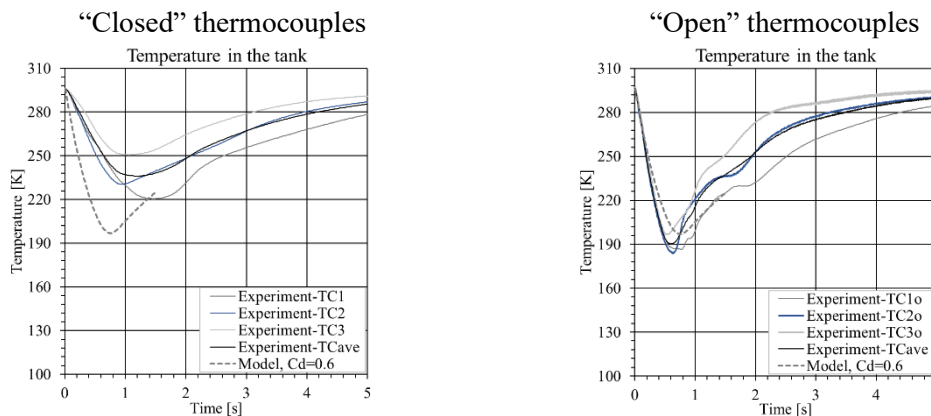 “Closed” thermocouples
Temperature in the tank
310
280
250
220
190
160
130
100
Temperature [K]
Experiment-TC1
Experiment-TC2
Experiment-TC3
Experiment-TCave
Model, Cd=0.6
0 1 2 3 4 5
Time [s]
“Open” thermocouples
Temperature in the tank
310
280
250
220
190
160
130
100
Temperature [K]
Experiment-TC1o
Experiment-TC2o
Experiment-TC3o
Experiment-TCave
Model, Cd=0.6
0 1 2 3 4
Time [s]